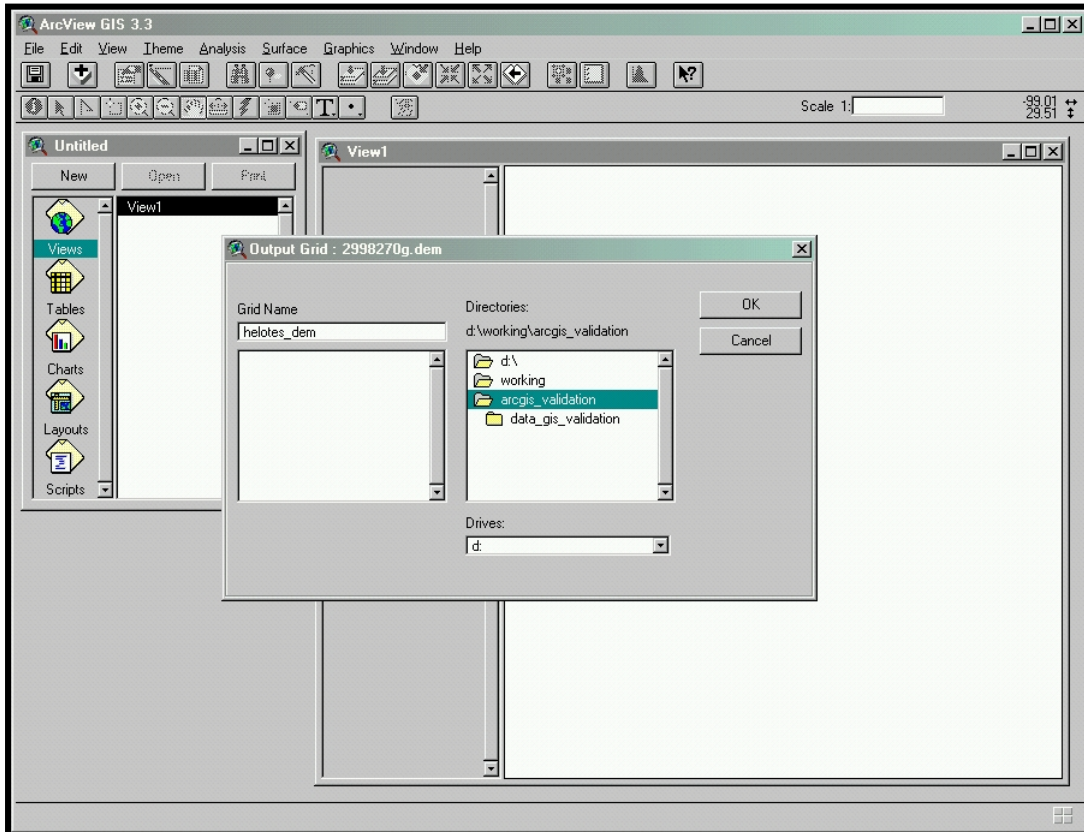 ArcView GIS 3.3
File Edit View Theme Analysis Surface Graphics Window Help
Scale 1:
-99.01
29.51
Untitled
New Open Print
View1
Views
Tables
Charts
Layouts
Scripts
View1
Output Grid : 2998270g.dem
Grid Name
helotes_dem
Directories:
d:\working\arcgis_validation
d:\
working
arcgis_validation
data_gis_validation
Drives:
d:
OK
Cancel